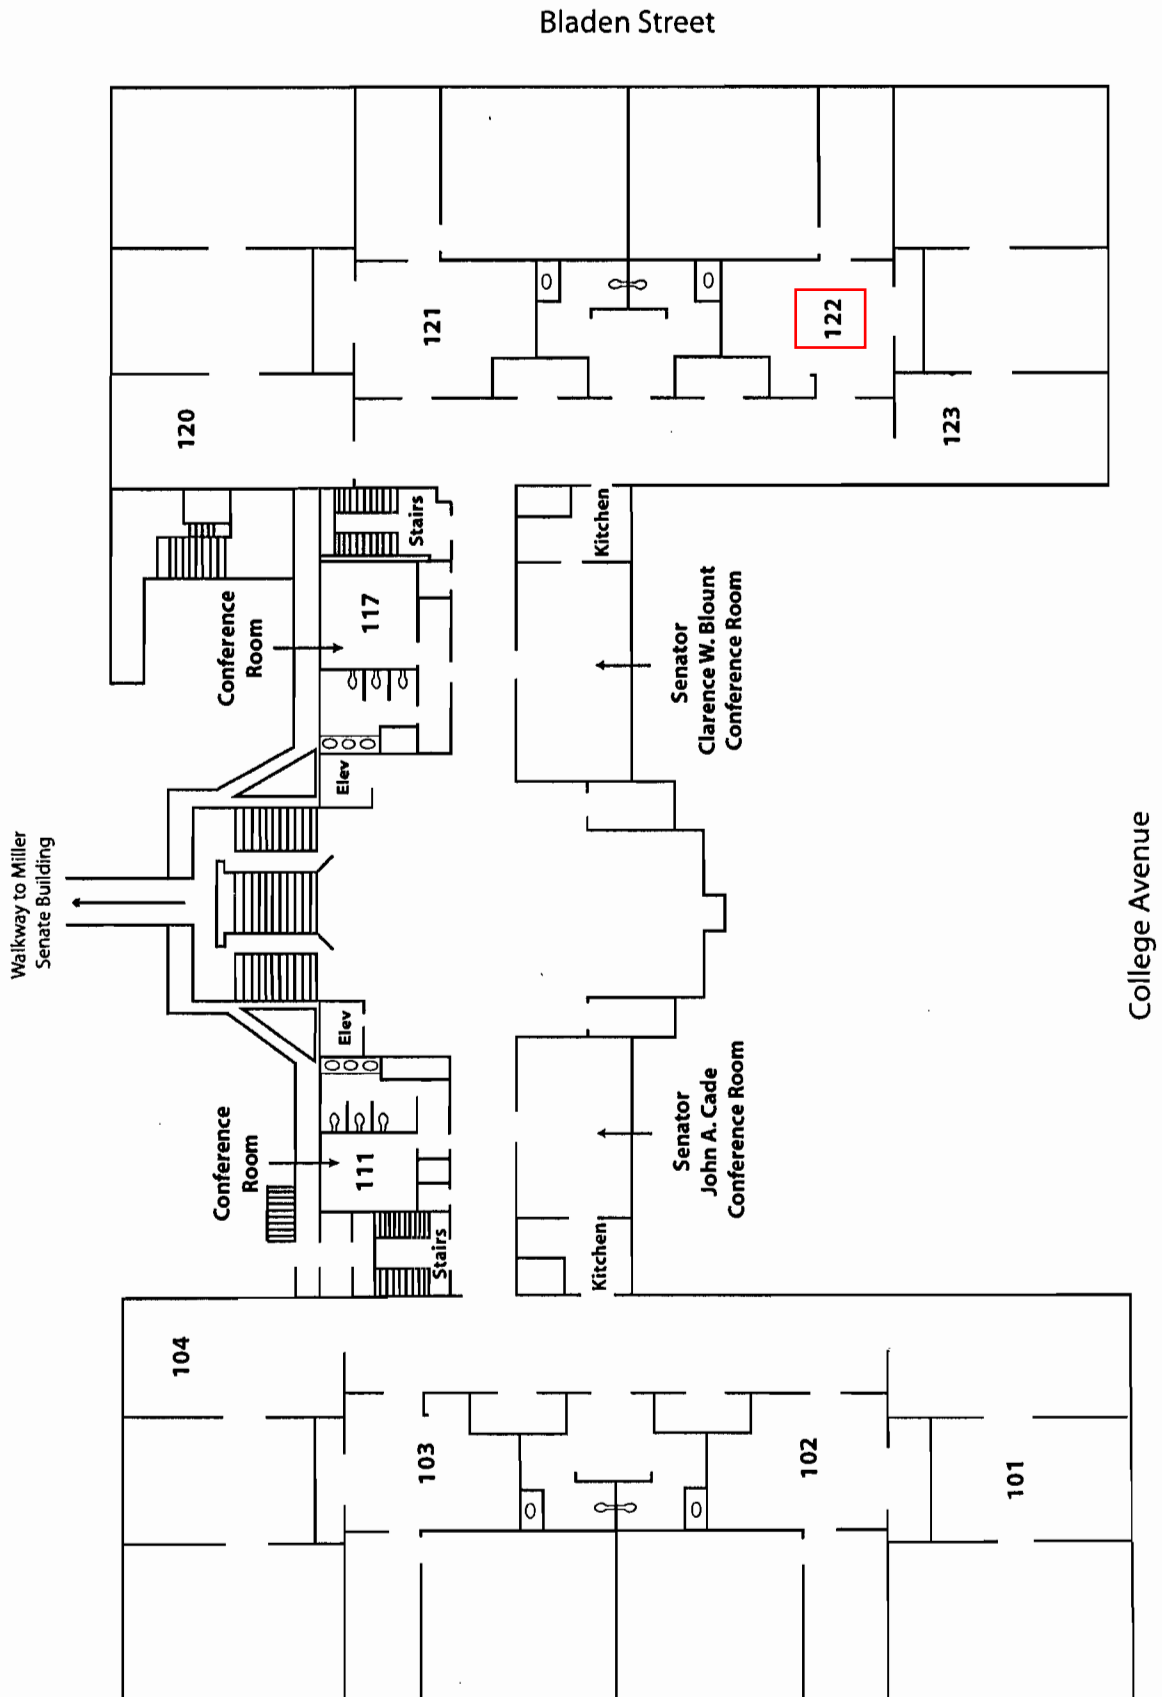 Bladen Street
121
122
120
123
Stairs
Kitchen
Conference
Room
117
Senator
Clarence W. Blount
Conference Room
Elev
Walkway to Miller
Senate Building
College Avenue
Elev
Conference
Room
111
Senator
John A. Cade
Conference Room
Stairs
Kitchen
104
103
102
101